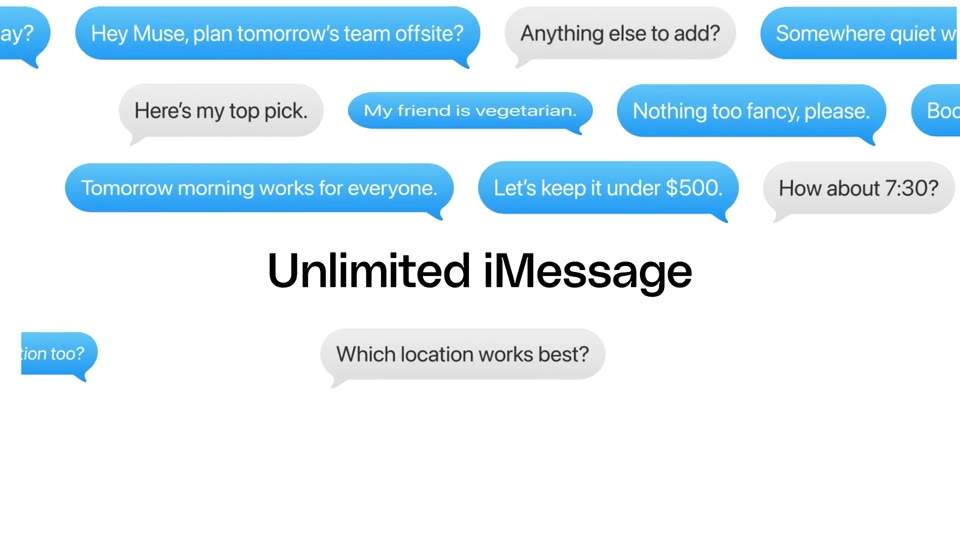 ay?
Hey Muse, plan tomorrow's team offsite?
Anything else to add?
Somewhere quiet w
Here's my top pick.
My friend is vegetarian.
Nothing too fancy, please.
Boo
Tomorrow morning works for everyone.
Let's keep it under $500.
How about 7:30?
Unlimited iMessage
tion too?
Which location works best?